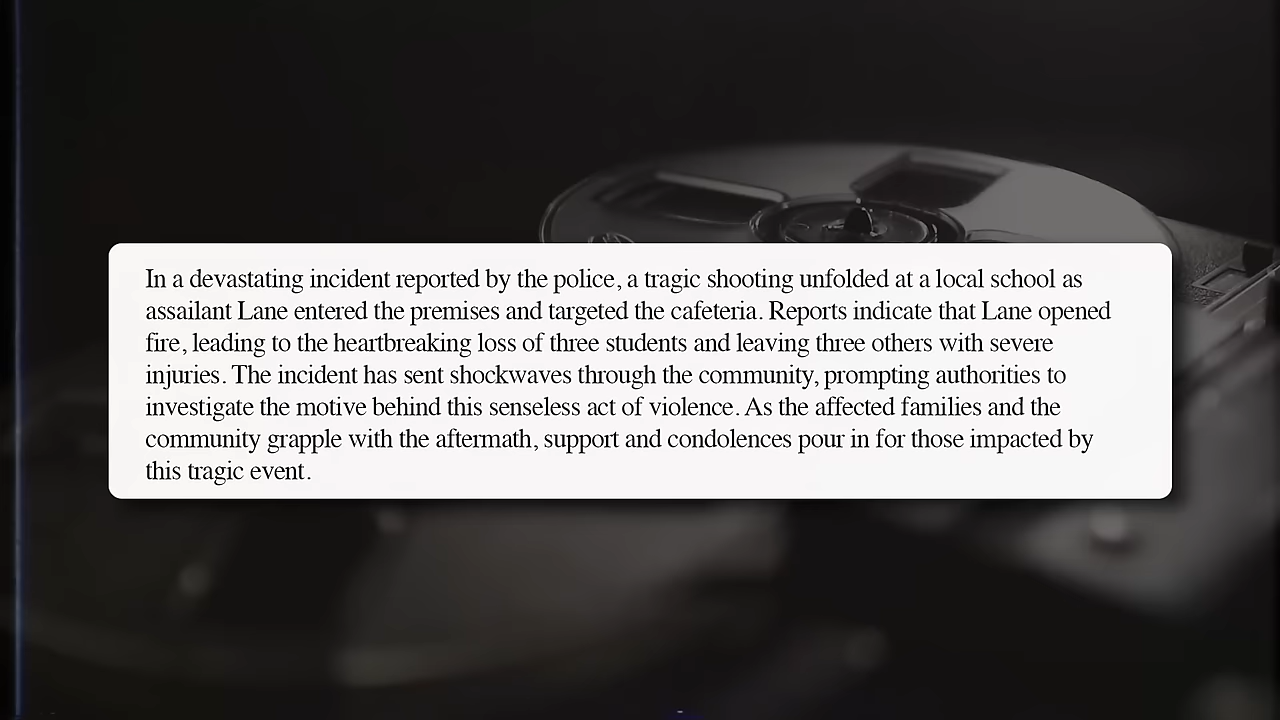 In a devastating incident reported by the police, a tragic shooting unfolded at a local school as
assailant Lane entered the premises and targeted the cafeteria. Reports indicate that Lane opened
fire, leading to the heartbreaking loss of three students and leaving three others with severe
injuries. The incident has sent shockwaves through the community, prompting authorities to
investigate the motive behind this senseless act of violence. As the affected families and the
community grapple with the aftermath, support and condolences pour in for those impacted by
this tragic event.